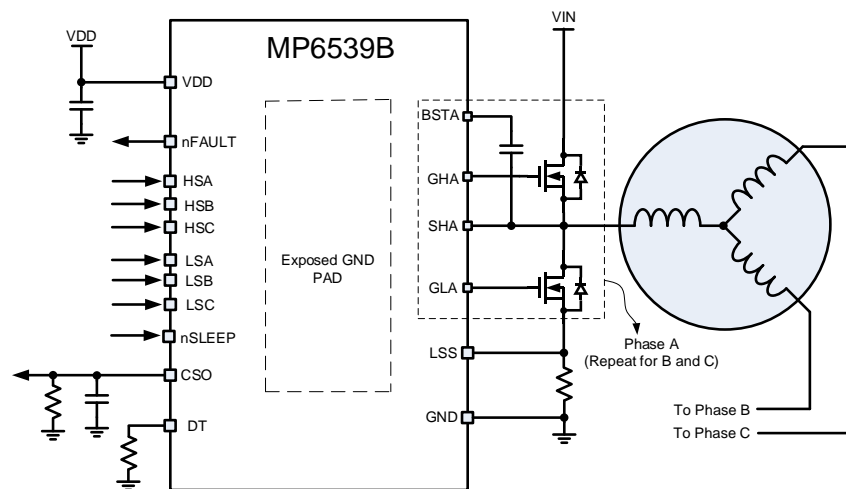 VDD
MP6539B
VIN
VDD
nFAULT
HSA
HSB
HSC
LSA
LSB
LSC
nSLEEP
CSO
DT
Exposed GND
PAD
BSTA
GHA
SHA
GLA
LSS
GND
Phase A
(Repeat for B and C)
To Phase B
To Phase C